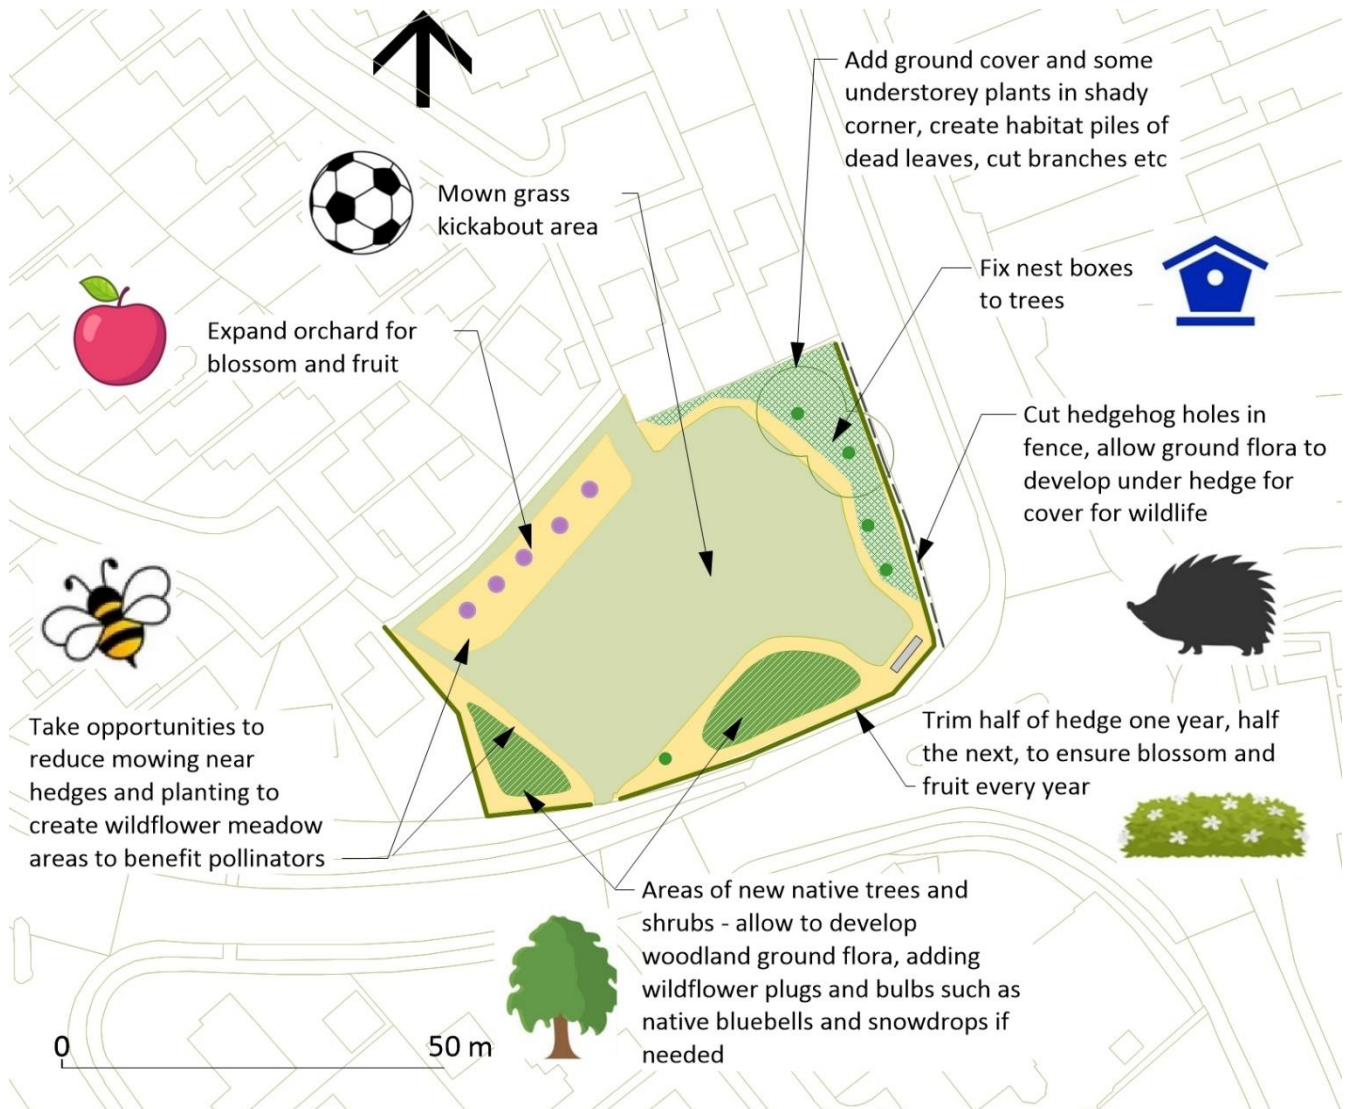 Add ground cover and some
understorey plants in shady
corner, create habitat piles of
dead leaves, cut branches etc
Mown grass
kickabout area
Fix nest boxes
to trees
Expand orchard for
blossom and fruit
Cut hedgehog holes in
fence, allow ground flora to
develop under hedge for
cover for wildlife
Take opportunities to
reduce mowing near
hedges and planting to
create wildflower meadow
areas to benefit pollinators
Trim half of hedge one year, half
the next, to ensure blossom and
fruit every year
Areas of new native trees and
shrubs - allow to develop
woodland ground flora, adding
wildflower plugs and bulbs such as
native bluebells and snowdrops if
needed
0 50 m